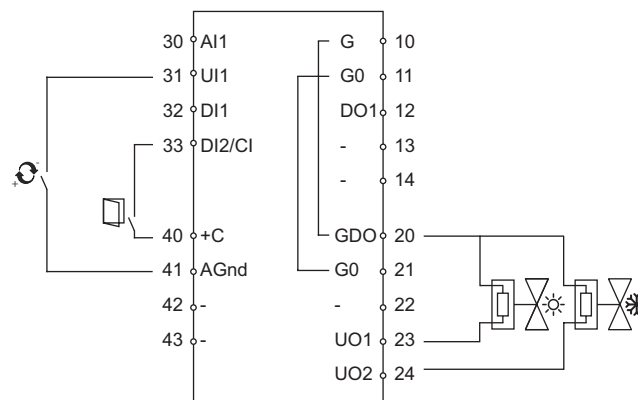 30 AI1 G 10
31 UI1 G0 11
32 DI1 DO1 12
33 DI2/CI - 13
- 14
40 +C GDO 20
41 AGnd G0 21
42 - - 22
43 - UO1 23
UO2 24
- +